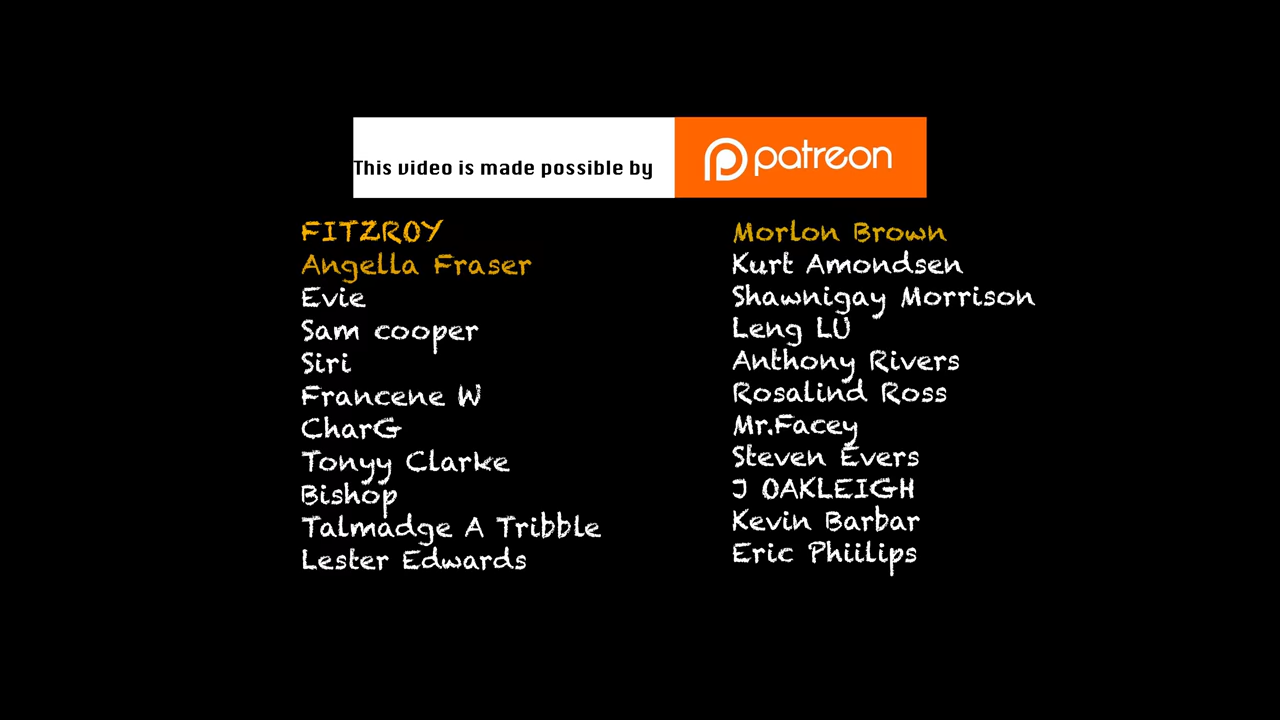 This video is made possible by
patreon
FITZROY
Angella Fraser
Evie
Sam cooper
Siri
Francene W
CharG
Tonyy Clarke
Bishop
Talmadge A Tribble
Lester Edwards
Morlon Brown
Kurt Amondsen
Shawnigay Morrison
Leng LU
Anthony Rivers
Rosalind Ross
Mr.Facey
Steven Evers
J OAKLEIGH
Kevin Barbar
Eric Phiilips